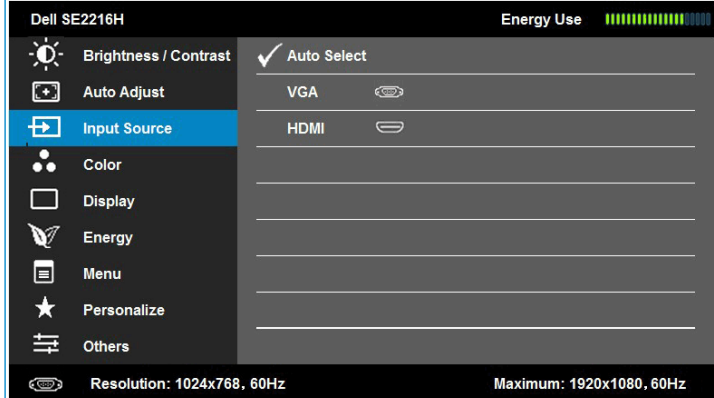 Dell SE2216H Energy Use
Brightness / Contrast Auto Select
Auto Adjust VGA
Input Source HDMI
Color
Display
Energy
Menu
Personalize
Others
Resolution: 1024x768, 60Hz Maximum: 1920x1080, 60Hz